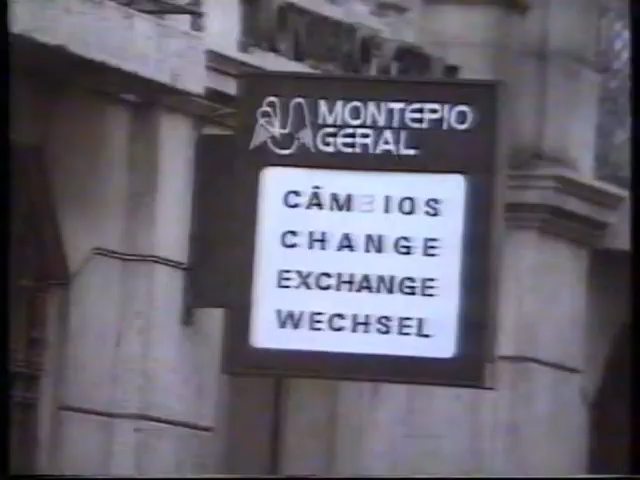 MONTEPIO
GERAL
CÂMBIOS
CHANGE
EXCHANGE
WECHSEL